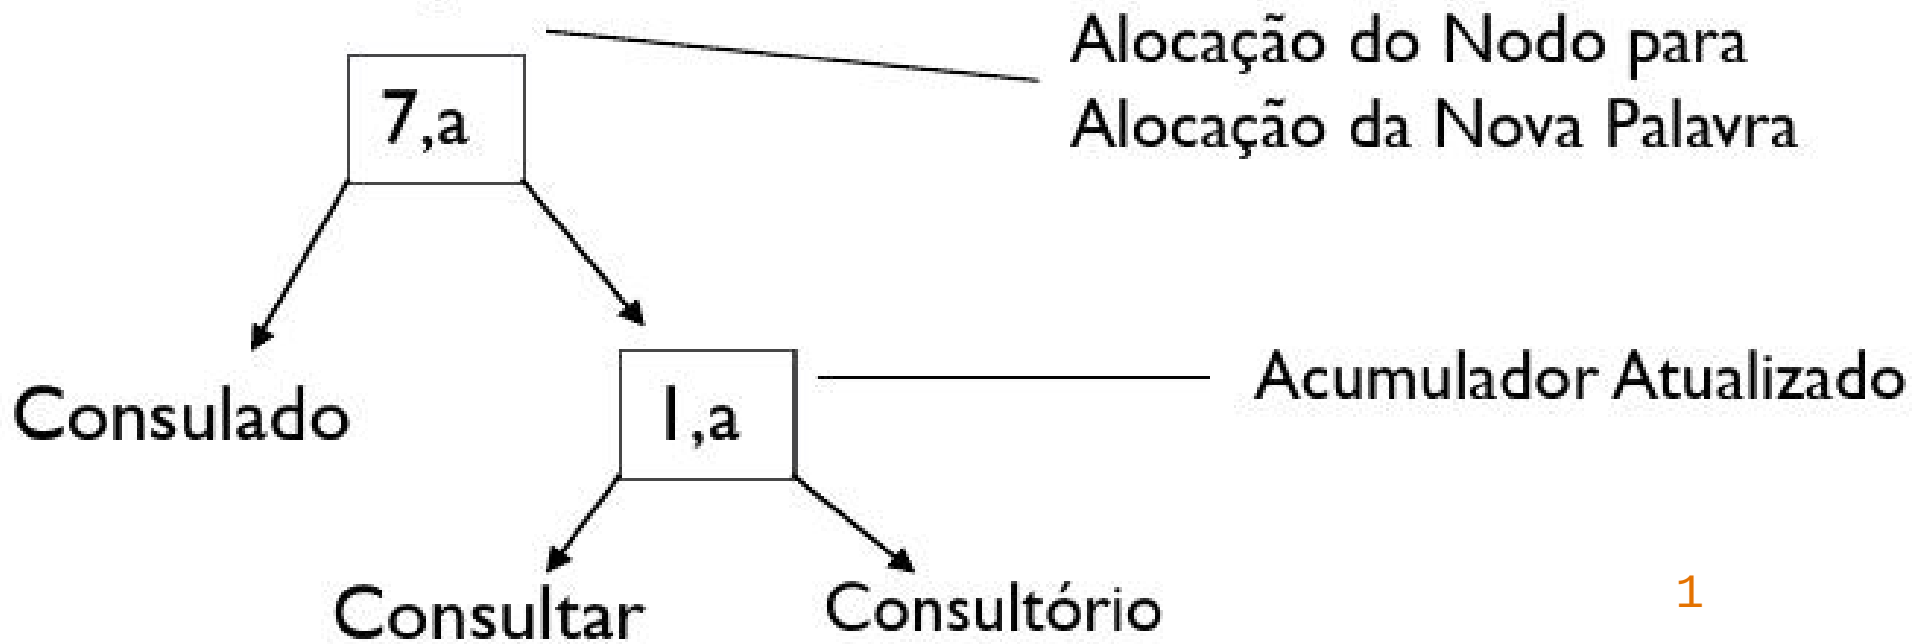 Alocação do Nodo para
Alocação da Nova Palavra
7,a
Consulado
1,a
Acumulador Atualizado
Consultar
Consultório
1